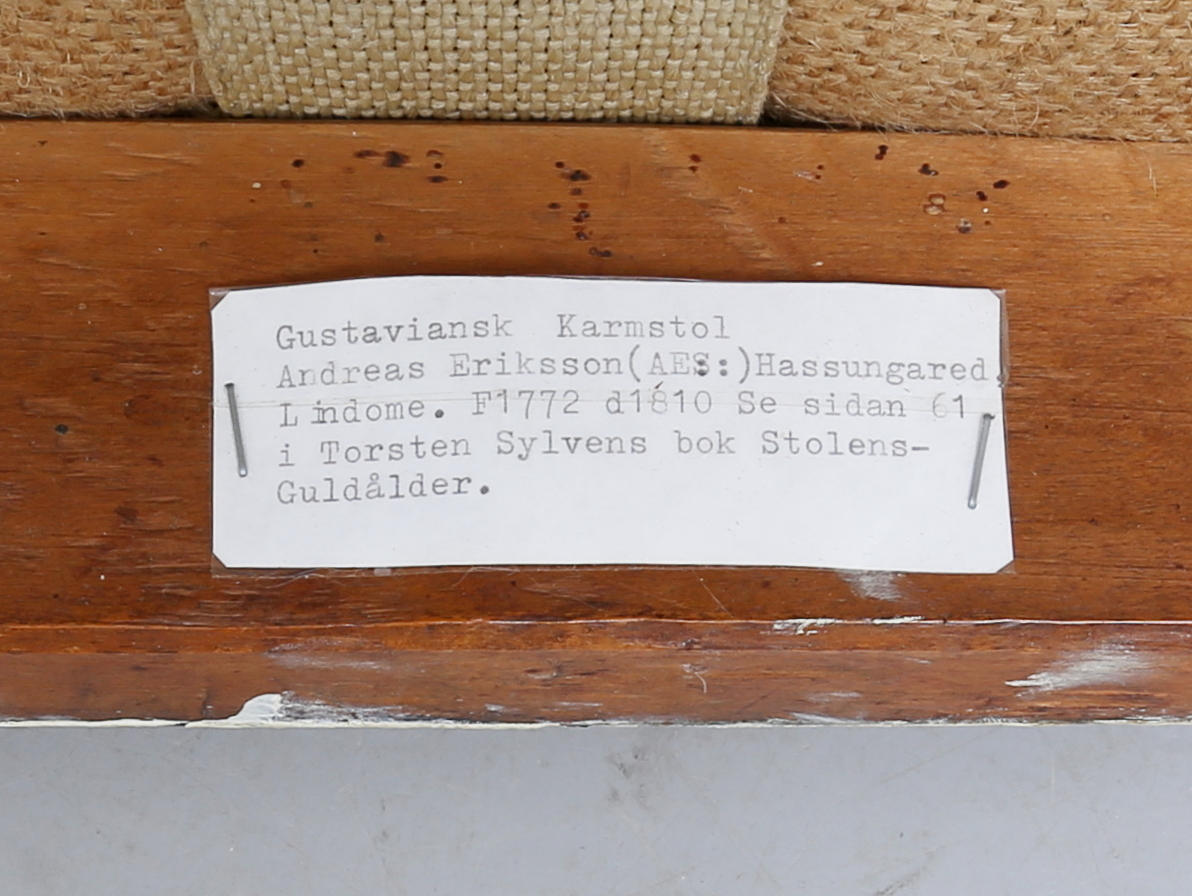 Gustaviansk Karmstol
Andreas Eriksson(AES:)Hassungared.
Lindome. F1772 d1810 Se sidan 61
i Torsten Sylvens bok Stolens-
Guldålder.